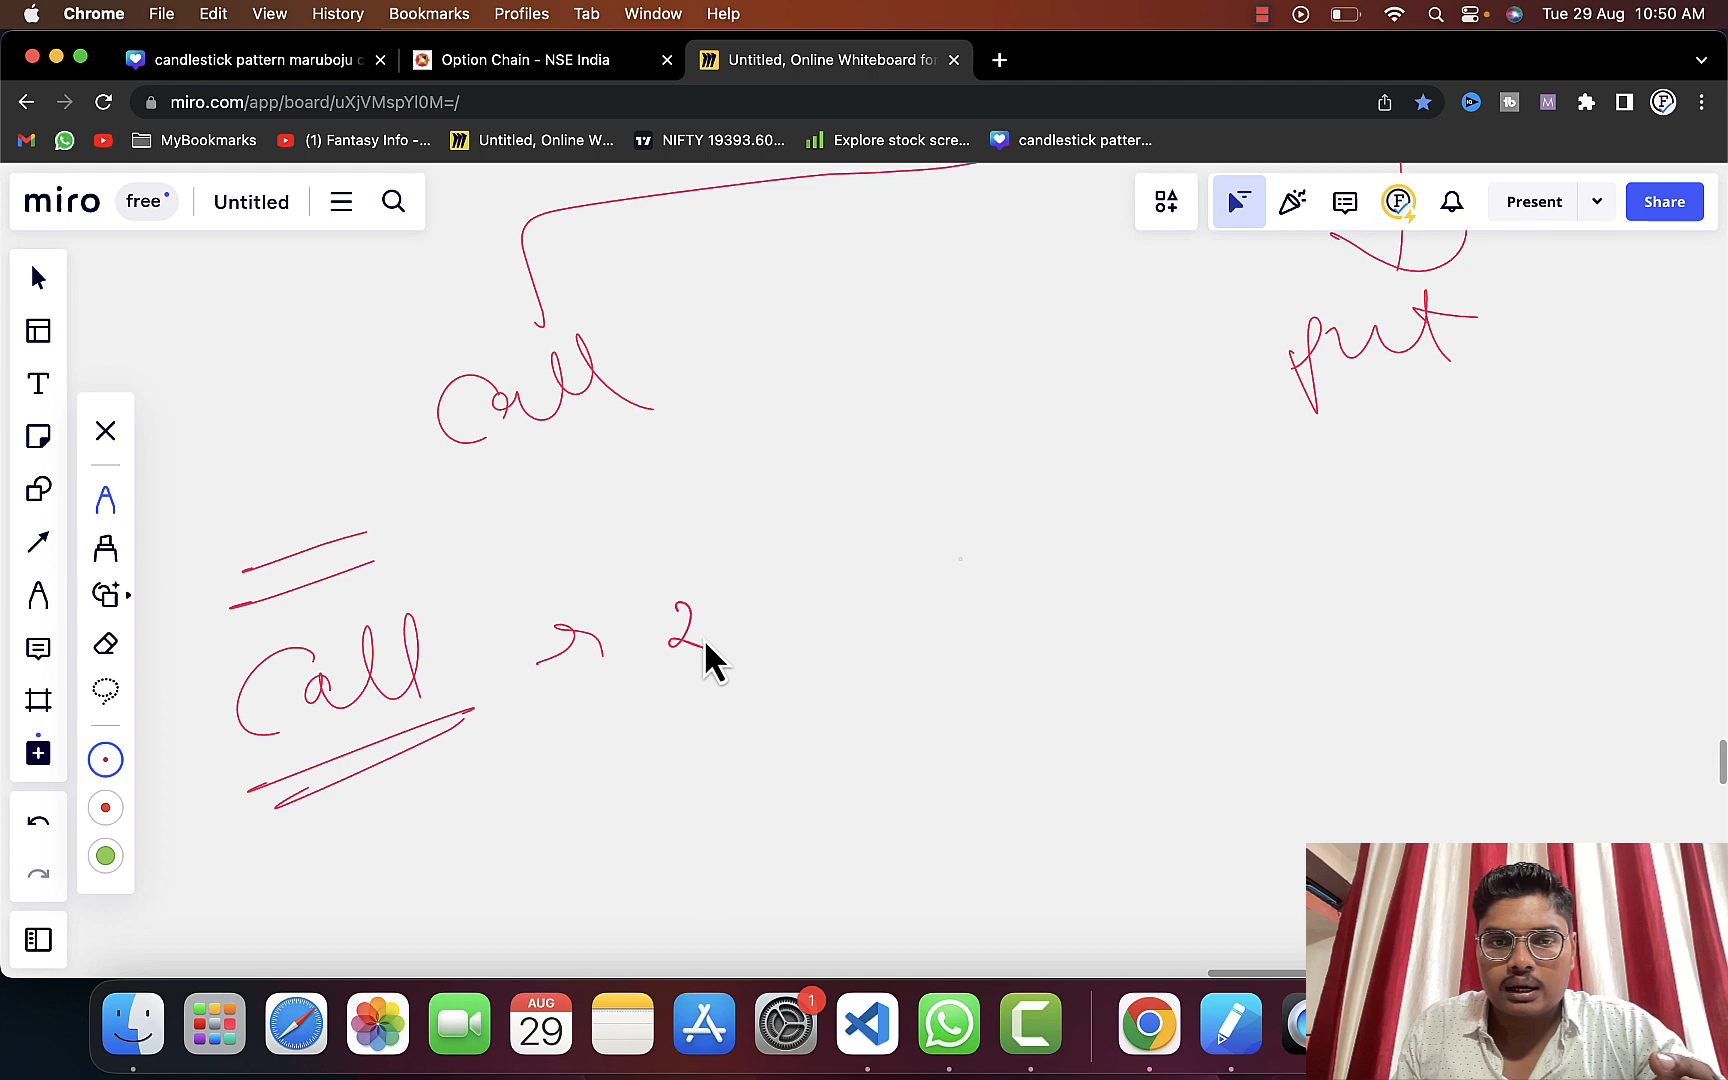 Chrome File Edit View History Bookmarks Profiles Tab Window Help Tue 29 Aug 10:50 AM
candlestick pattern maruboju c Option Chain - NSE India Untitled, Online Whiteboard for
miro.com/app/board/uXjVMspYl0M=/
MyBookmarks (1) Fantasy Info -... Untitled, Online W... NIFTY 19393.60... Explore stock scre... candlestick patter...
miro free Untitled Present Share
put
Call
Call 2
AUG 1
29